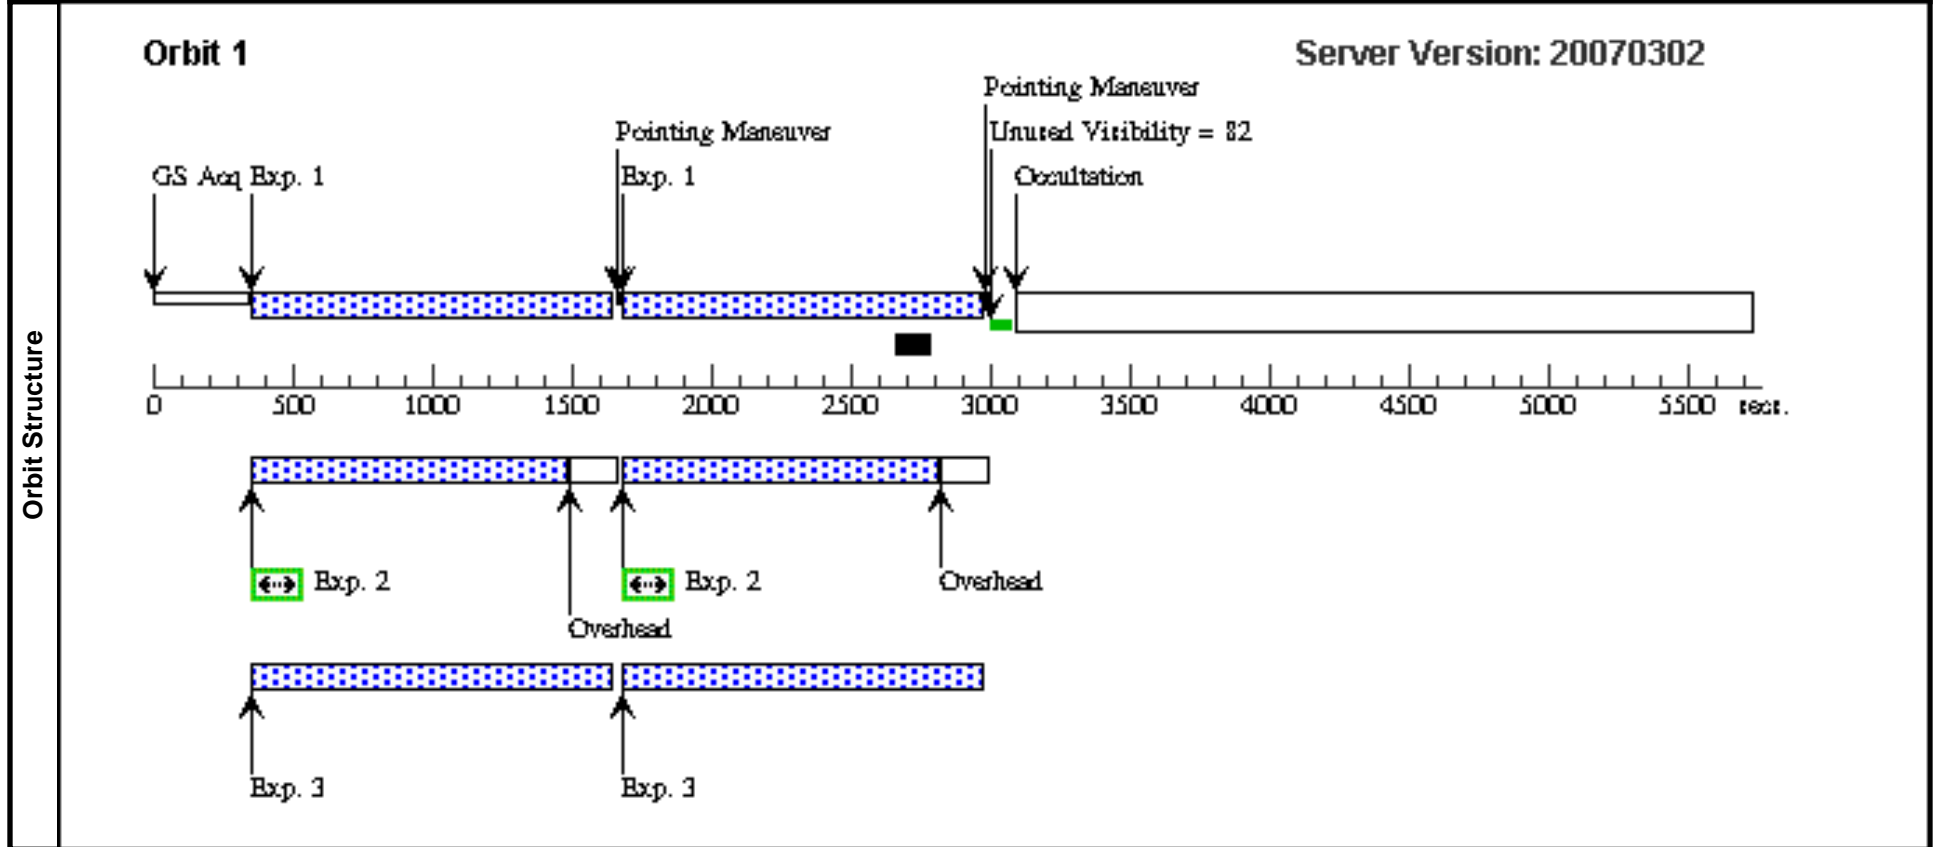 Orbit Structure
Orbit 1
Server Version: 20070302
Pointing Maneuver
Pointing Maneuver
Unused Visibility = 82
GS Acq
Exp. 1
Exp. 1
Occultation
0 500 1000 1500 2000 2500 3000 3500 4000 4500 5000 5500 secs.
Exp. 2
Exp. 2
Overhead
Overhead
Exp. 3
Exp. 3